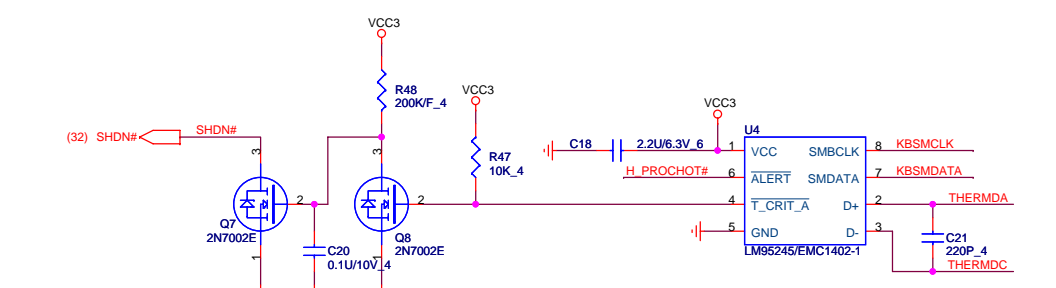 VCC3
R48
200K/F_4
VCC3
VCC3
R47
10K_4
(32) SHDN#
SHDN#
3
2
1
Q7
2N7002E
C20
0.1U/10V_4
3
2
1
Q8
2N7002E
C18
2.2U/6.3V_6
H_PROCHOT#
U4
1
VCC
SMBCLK
8
KBSMCLK
6
ALERT
SMDATA
7
KBSMDATA
4
T_CRIT_A
D+
2
THERMDA
5
GND
D-
3
THERMDC
LM95245/EMC1402-1
C21
220P_4